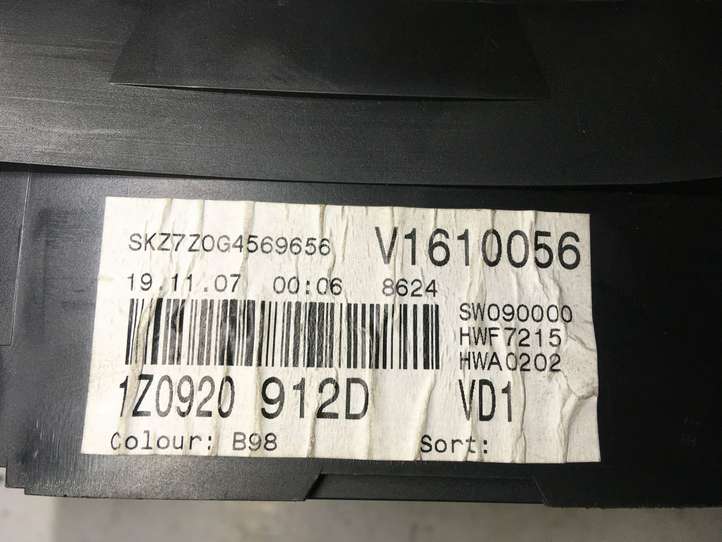 SKZ7Z0G4569656 V1610056
19.11.07 00:06 8624
SW090000
HWF7215
HWA0202
1Z0920 912D VD1
Colour: B98 Sort: